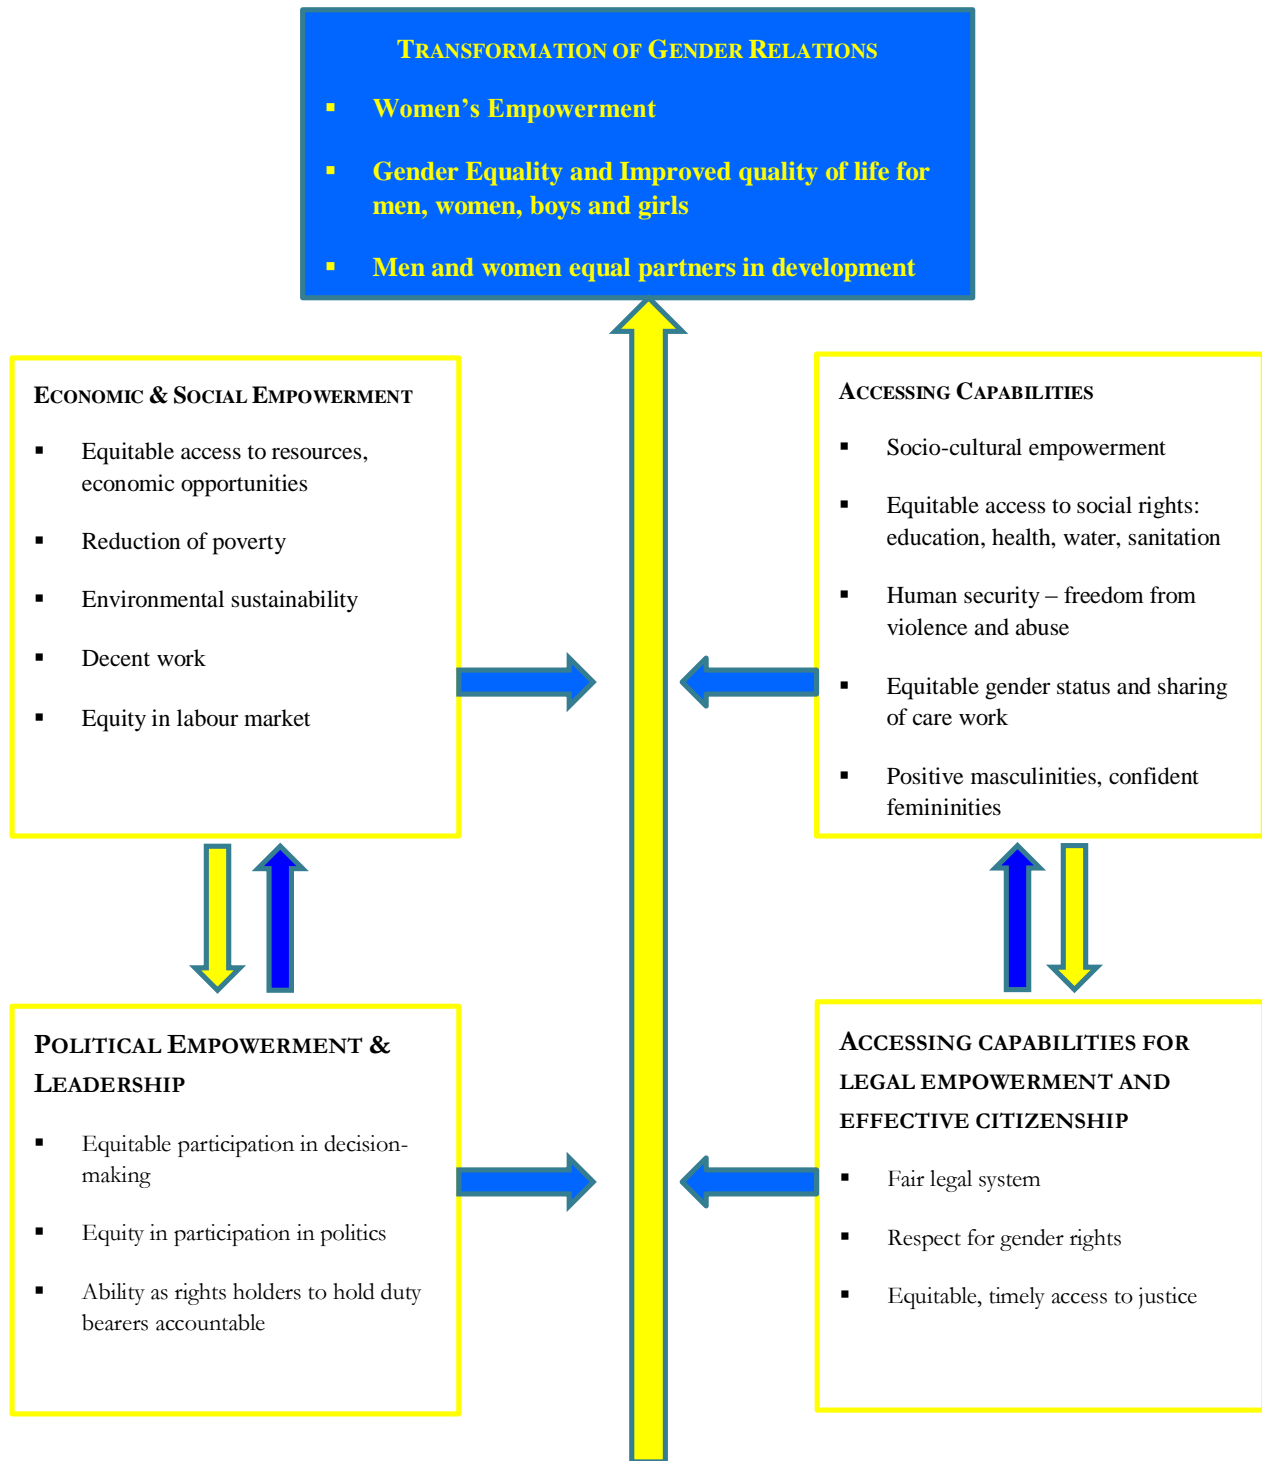 TRANSFORMATION OF GENDER RELATIONS
▪ Women’s Empowerment
▪ Gender Equality and Improved quality of life for
men, women, boys and girls
▪ Men and women equal partners in development
ECONOMIC & SOCIAL EMPOWERMENT
▪ Equitable access to resources,
economic opportunities
▪ Reduction of poverty
▪ Environmental sustainability
▪ Decent work
▪ Equity in labour market
ACCESSING CAPABILITIES
▪ Socio-cultural empowerment
▪ Equitable access to social rights:
education, health, water, sanitation
▪ Human security – freedom from
violence and abuse
▪ Equitable gender status and sharing
of care work
▪ Positive masculinities, confident
femininities
POLITICAL EMPOWERMENT &
LEADERSHIP
▪ Equitable participation in decision-
making
▪ Equity in participation in politics
▪ Ability as rights holders to hold duty
bearers accountable
ACCESSING CAPABILITIES FOR
LEGAL EMPOWERMENT AND
EFFECTIVE CITIZENSHIP
▪ Fair legal system
▪ Respect for gender rights
▪ Equitable, timely access to justice